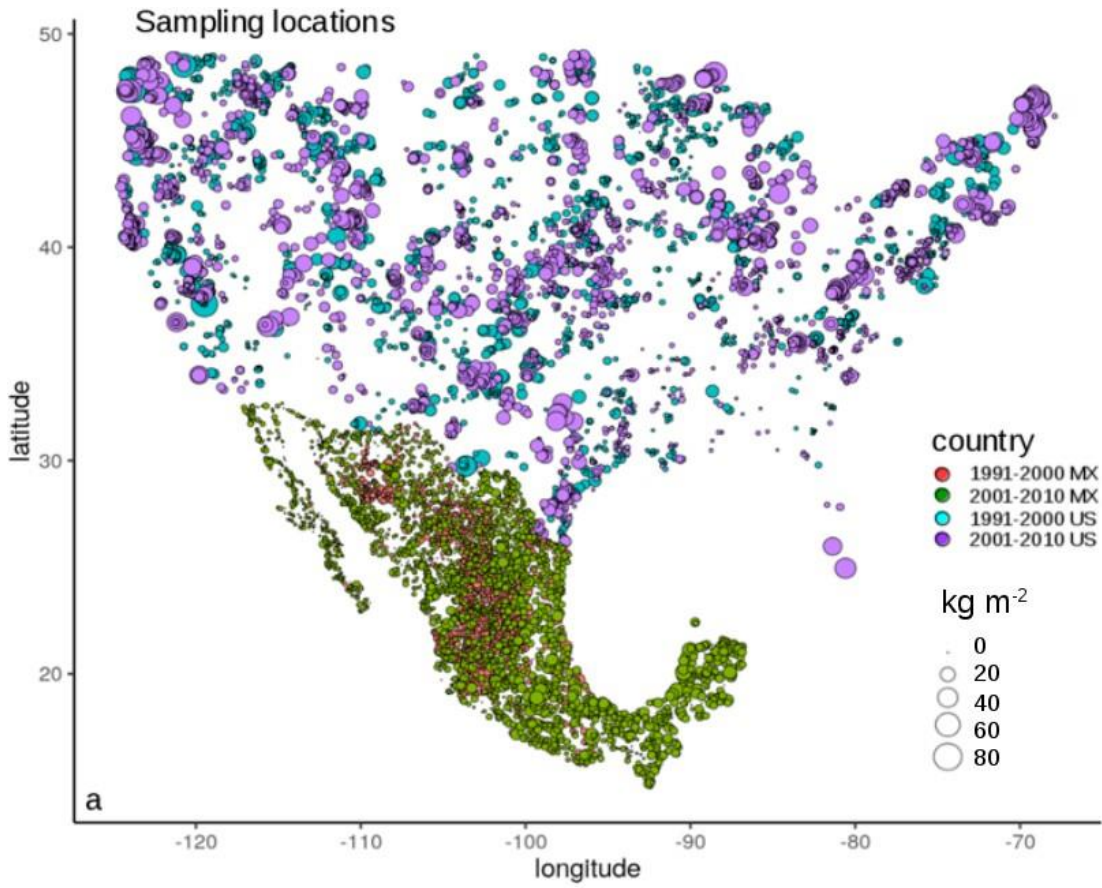 Sampling locations
50
40
30
20
latitude
-120
-110
-100
-90
-80
-70
longitude
a
country
1991-2000 MX
2001-2010 MX
1991-2000 US
2001-2010 US
kg m-2
0
20
40
60
80